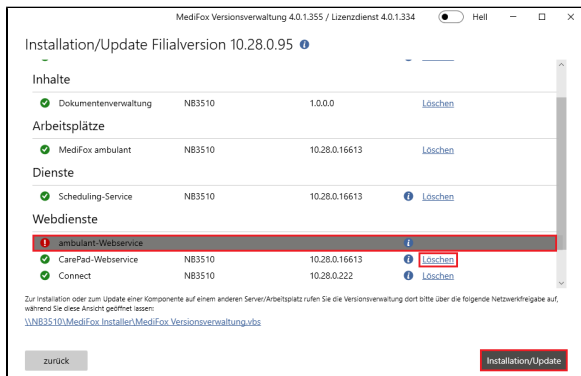 MediFox Versionsverwaltung 4.0.1.355 / Lizenzdienst 4.0.1.334 Hell
Installation/Update Filialversion 10.28.0.95
Inhalte
Dokumentenverwaltung NB3510 1.0.0.0 Löschen
Arbeitsplätze
MediFox ambulant NB3510 10.28.0.16613 Löschen
Dienste
Scheduling-Service NB3510 10.28.0.16613 Löschen
Webdienste
ambulant-Webservice
CarePad-Webservice NB3510 10.28.0.16613 Löschen
Connect NB3510 10.28.0.222 Löschen
Zur Installation oder zum Update einer Komponente auf einem anderen Server/Arbeitsplatz rufen Sie die Versionsverwaltung dort bitte über die folgende Netzwerkfreigabe auf,
während Sie diese Ansicht geöffnet lassen:
\\NB3510\MediFox Installer\MediFox Versionsverwaltung.vbs
zurück Installation/Update